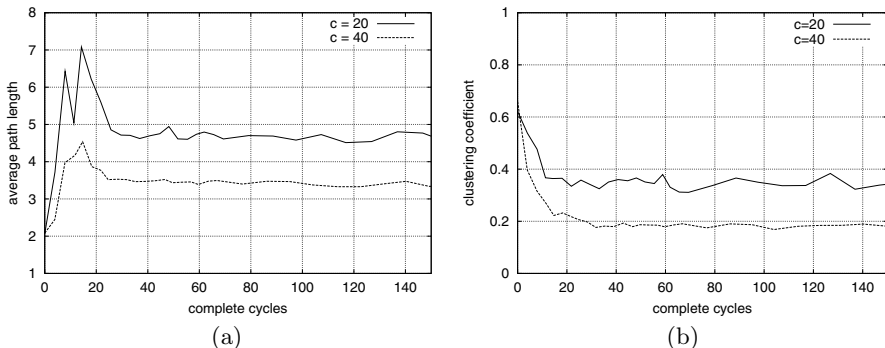 8
7
6
5
4
3
2
1
average path length
c = 20
c = 40
0 20 40 60 80 100 120 140
complete cycles
(a)
1
0.8
0.6
0.4
0.2
0
clustering coefficient
c=20
c=40
0 20 40 60 80 100 120 140
complete cycles
(b)